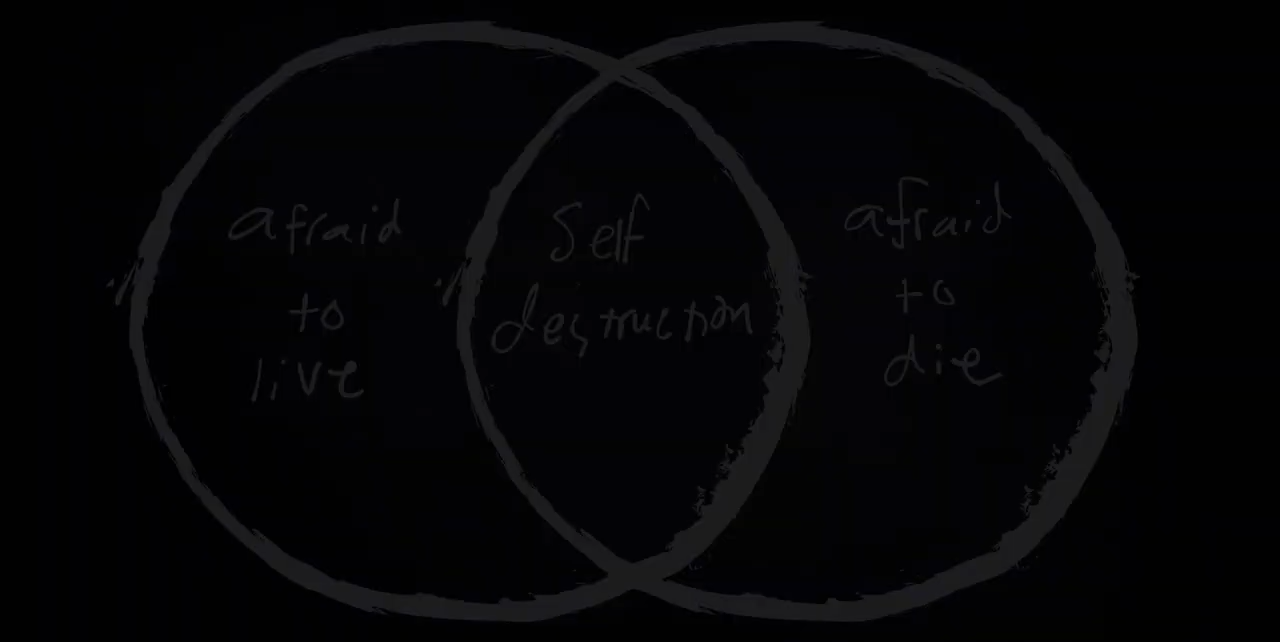 afraid
to
live
Self
destruction
afraid
to
die